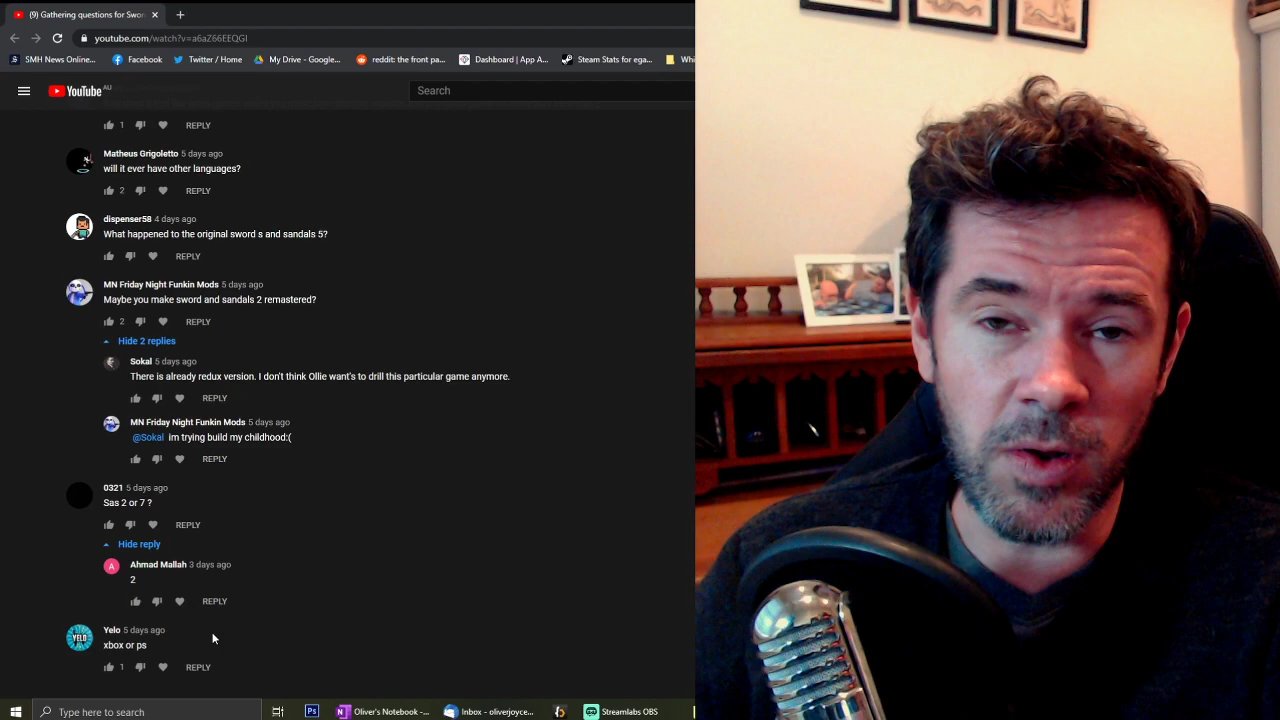 (9) Gathering questions for Swor
youtube.com/watch?v=a6aZ66EEQGI
SMH News Online... Facebook Twitter / Home My Drive - Google... reddit: the front pa... Dashboard | App A... Steam Stats for ega... Whi
YouTube AU
Search
1 REPLY
Matheus Grigoletto 5 days ago
will it ever have other languages?
2 REPLY
dispenser58 4 days ago
What happened to the original sword s and sandals 5?
REPLY
MN Friday Night Funkin Mods 5 days ago
Maybe you make sword and sandals 2 remastered?
2 REPLY
Hide 2 replies
Sokal 5 days ago
There is already redux version. I don't think Ollie want's to drill this particular game anymore.
REPLY
MN Friday Night Funkin Mods 5 days ago
@Sokal im trying build my childhood:(
REPLY
0321 5 days ago
Sas 2 or 7 ?
REPLY
Hide reply
A Ahmad Mallah 3 days ago
2
REPLY
YELO Yelo 5 days ago
xbox or ps
1 REPLY
Type here to search Ps Oliver's Notebook -... Inbox - oliverjoyce... Streamlabs OBS